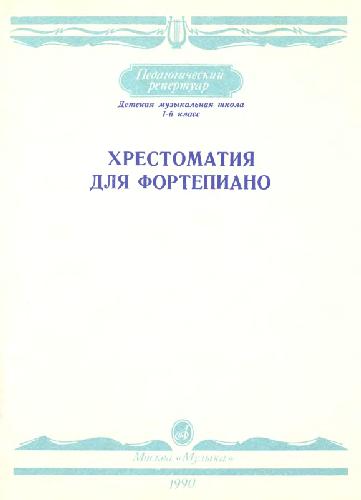 Педагогический
репертуар
Детская музыкальная школа
1-й класс
ХРЕСТОМАТИЯ
ДЛЯ ФОРТЕПИАНО
Москва «Музыка»
1990